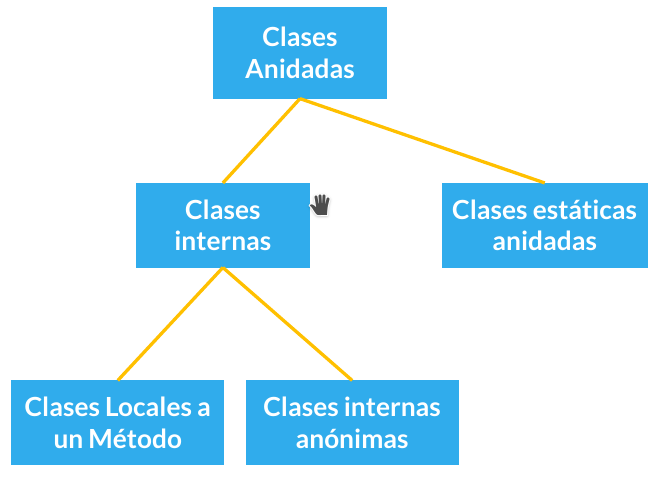 Clases
Anidadas
Clases
internas
Clases estáticas
anidadas
Clases Locales a
un Método
Clases internas
anónimas